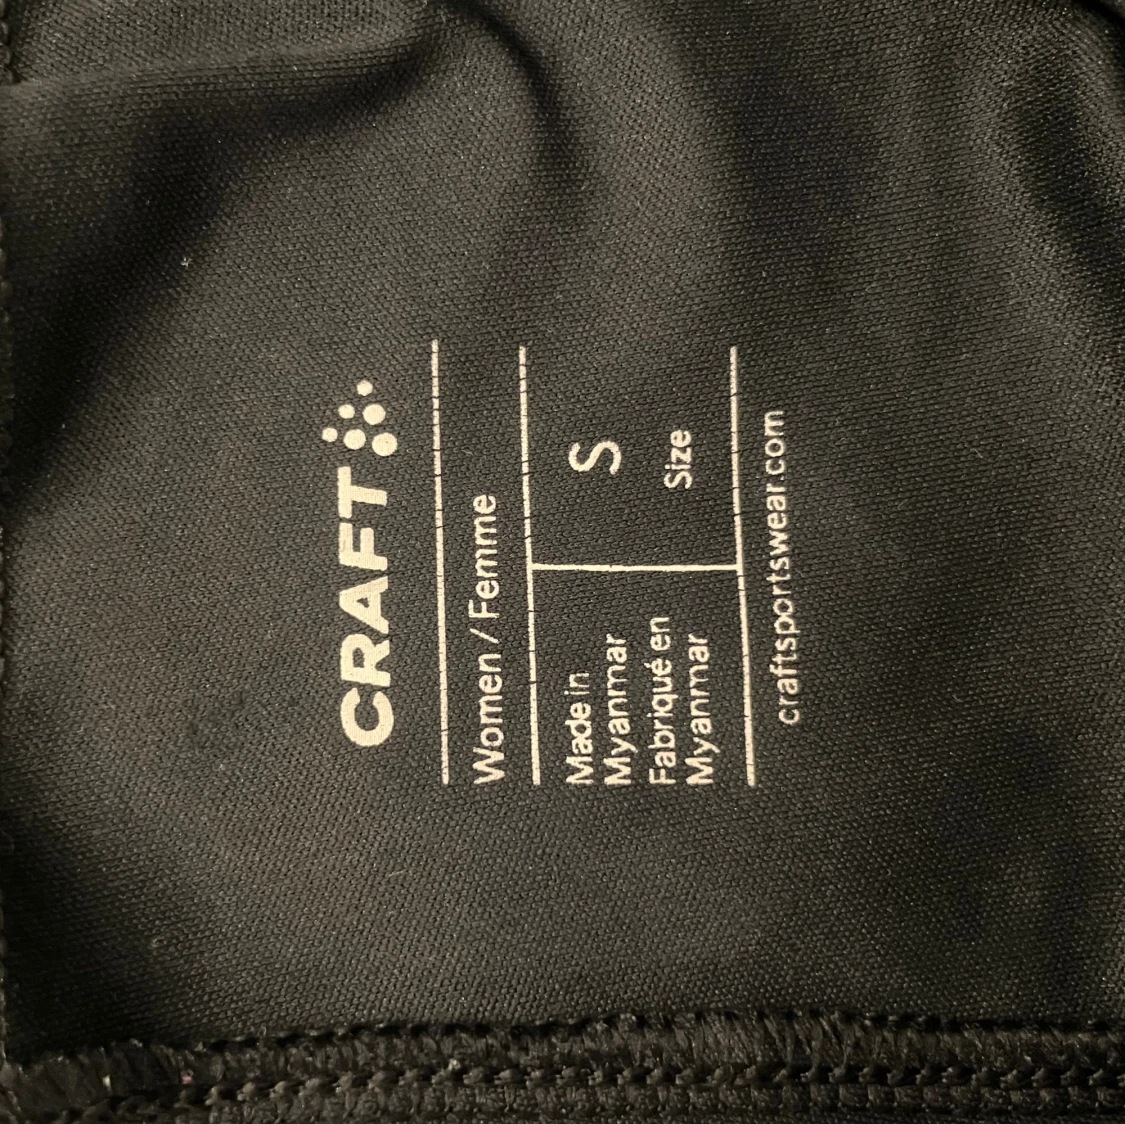 CRAFT
Women / Femme
Made in
Myanmar
Fabriqué en
Myanmar
S
Size
craftsportswear.com